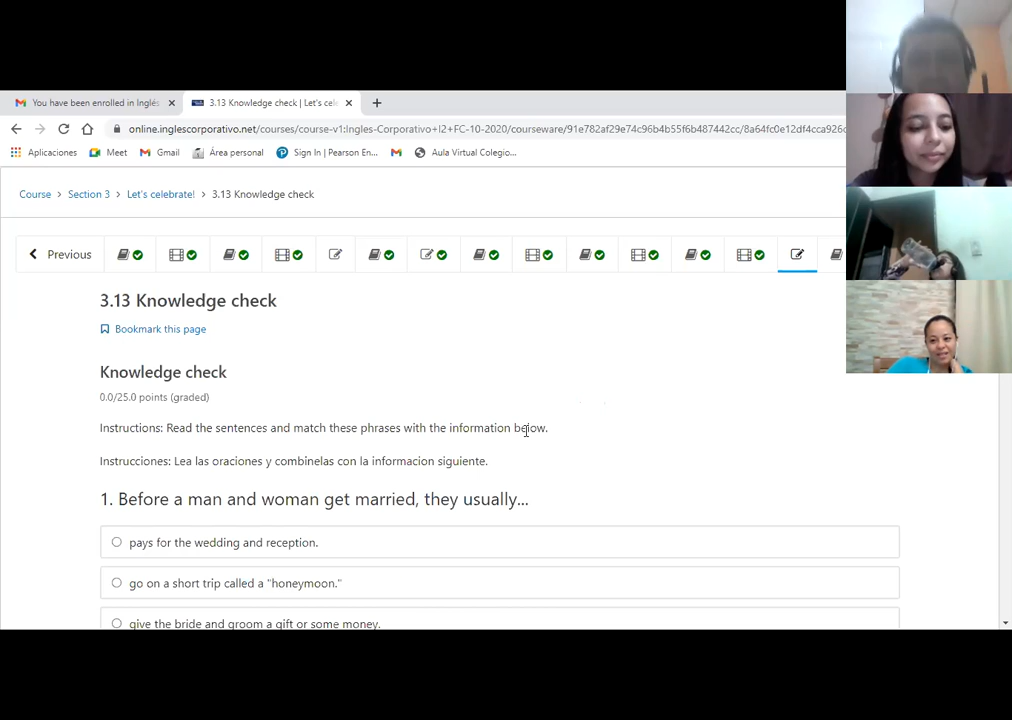 You have been enrolled in Inglés
3.13 Knowledge check | Let's cele
online.inglescorporativo.net/courses/course-v1:Ingles-Corporativo+I2+FC-10-2020/courseware/91e782af29e74c96b4b55f6b487442cc/8a64fc0e12df4cca926c
Aplicaciones Meet Gmail Área personal Sign In | Pearson En... Aula Virtual Colegio...
Course > Section 3 > Let's celebrate! > 3.13 Knowledge check
Previous
3.13 Knowledge check
Bookmark this page
Knowledge check
0.0/25.0 points (graded)
Instructions: Read the sentences and match these phrases with the information below.
Instrucciones: Lea las oraciones y combinelas con la informacion siguiente.
1. Before a man and woman get married, they usually...
pays for the wedding and reception.
go on a short trip called a "honeymoon."
give the bride and groom a gift or some money.